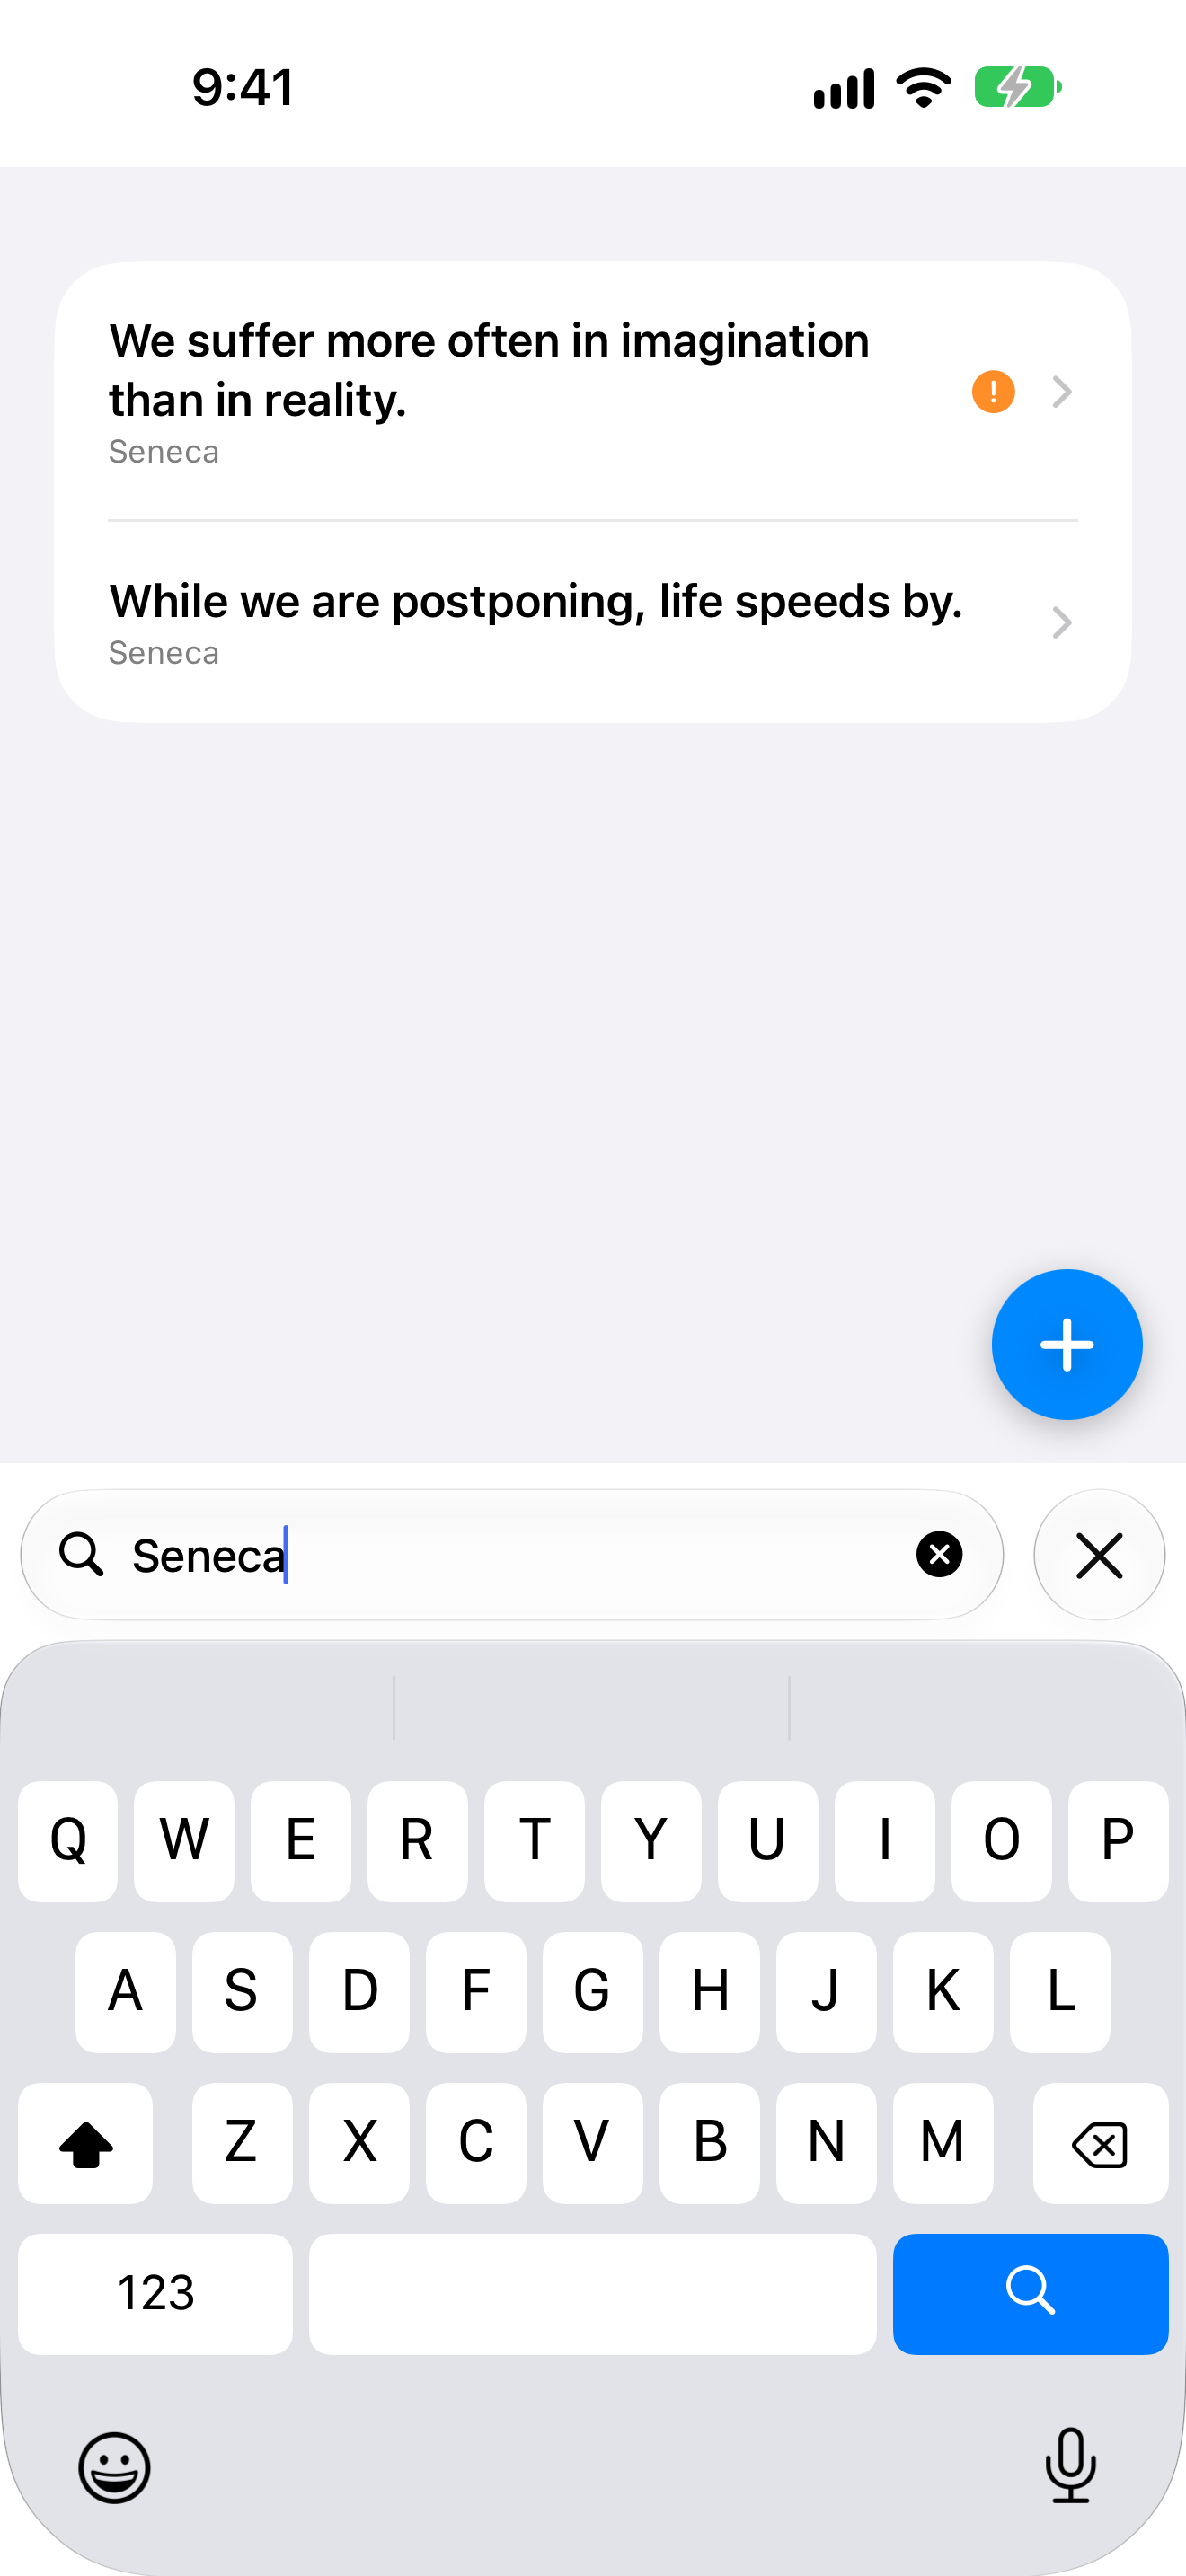 9:41
We suffer more often in imagination
than in reality.
Seneca
While we are postponing, life speeds by.
Seneca
Seneca
Q W E R T Y U I O P
A S D F G H J K L
Z X C V B N M
123